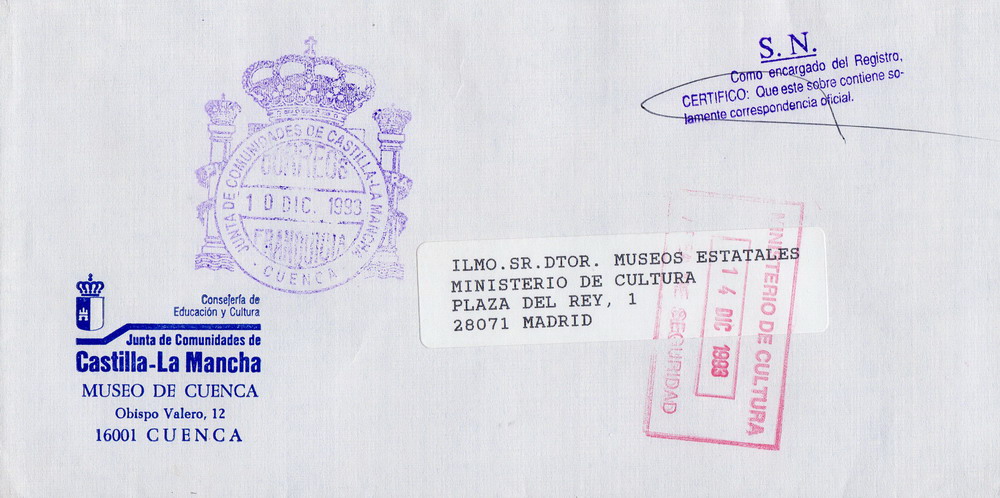 S. N.
Como encargado del Registro,
CERTIFICO: Que este sobre contiene so-
lamente correspondencia oficial.
JUNTA DE COMUNIDADES DE CASTILLA-LA MANCHA
CORREOS
10 DIC. 1993
FRANQUICIA
- CUENCA -
ILMO.SR.DTOR. MUSEOS ESTATALES
MINISTERIO DE CULTURA
PLAZA DEL REY, 1
28071 MADRID
MINISTERIO DE CULTURA
14 DIC 1993
DE SEGURIDAD
Consejería de
Educación y Cultura
Junta de Comunidades de
Castilla-La Mancha
MUSEO DE CUENCA
Obispo Valero, 12
16001 CUENCA